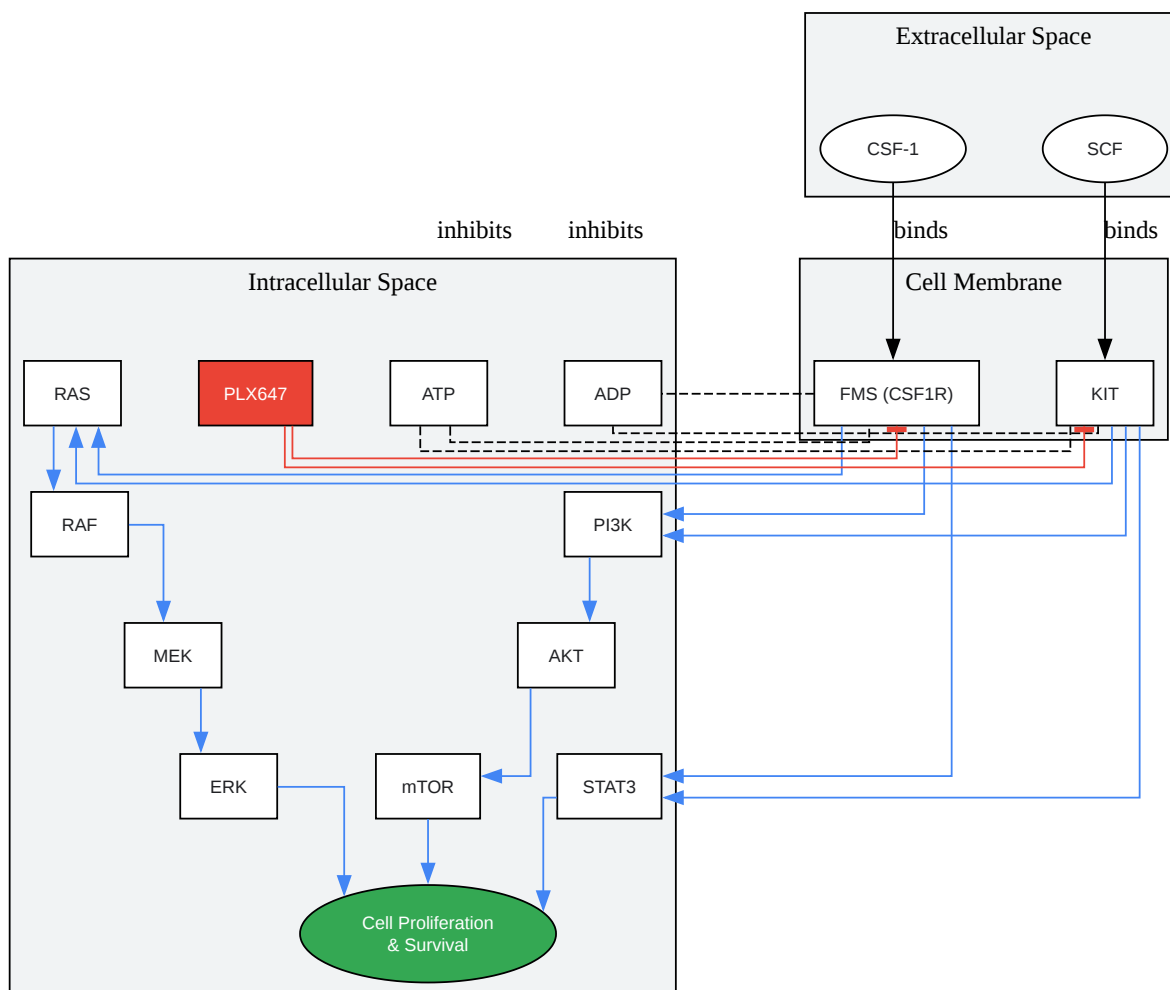 Extracellular Space
CSF-1
SCF
inhibits
inhibits
binds
binds
Intracellular Space
Cell Membrane
RAS
PLX647
ATP
ADP
FMS (CSF1R)
KIT
RAF
PI3K
MEK
AKT
ERK
mTOR
STAT3
Cell Proliferation
& Survival